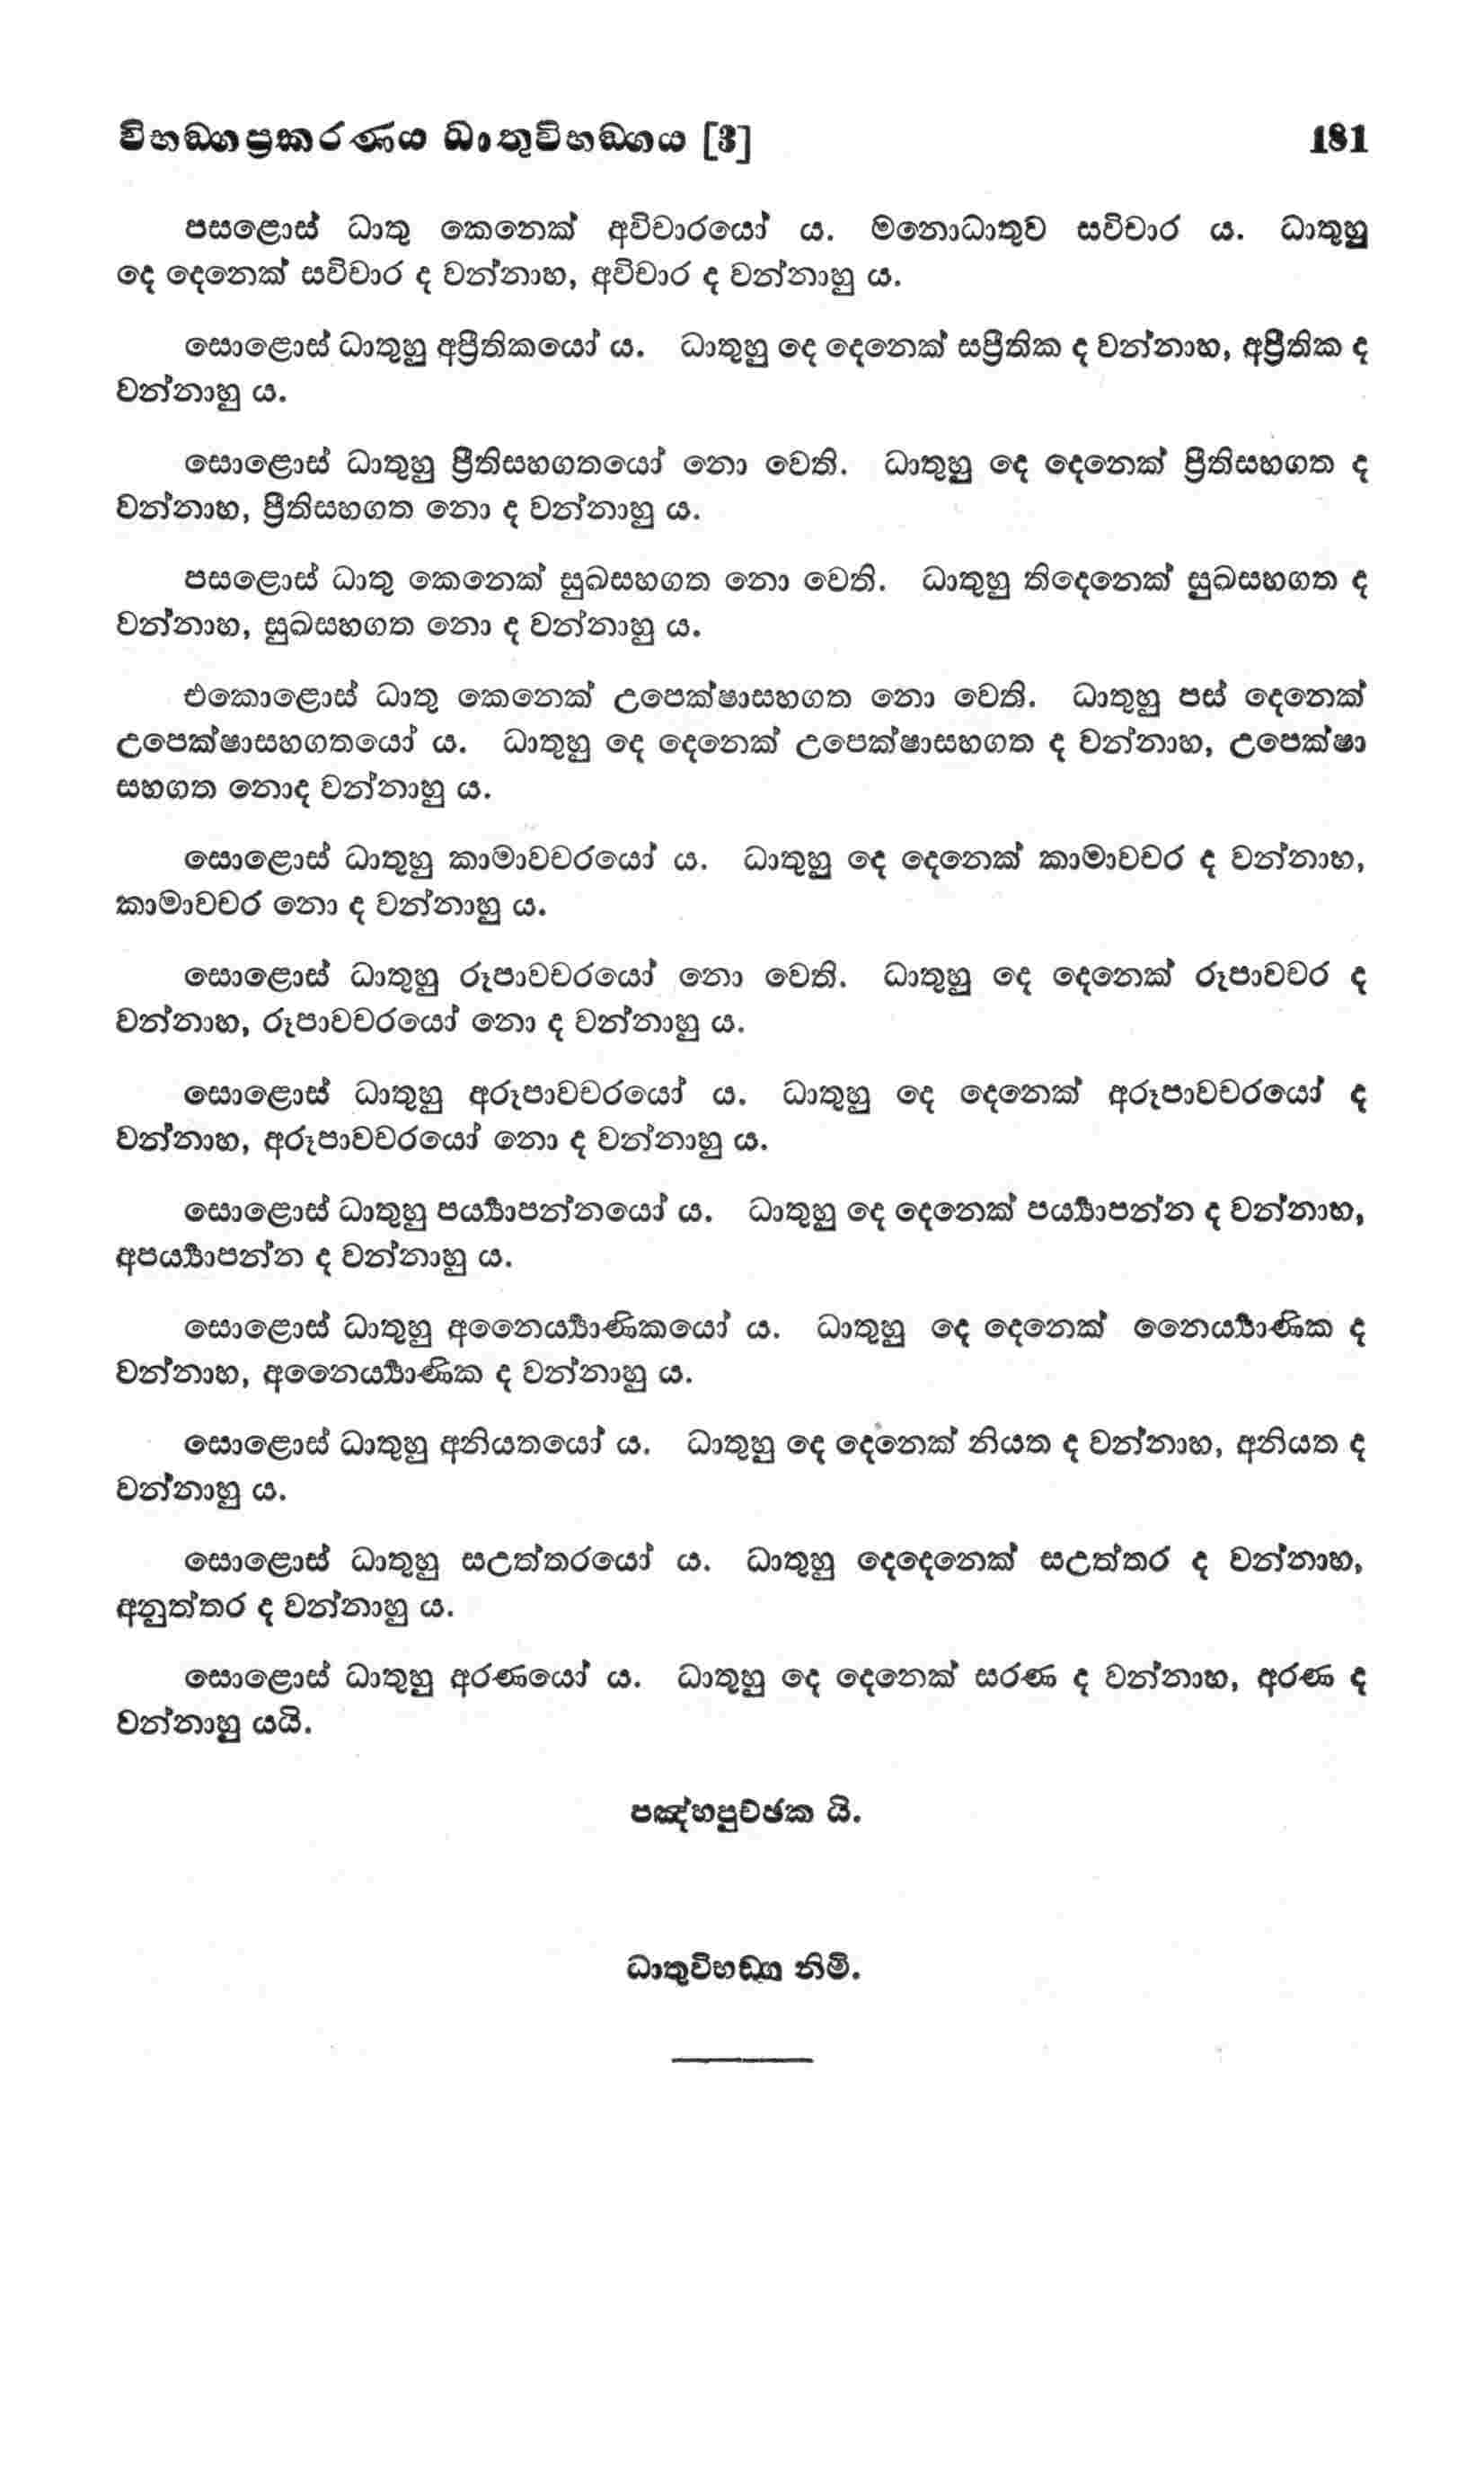 විභඞ්ගප්‍රකරණය ධාතුවිභඞ්ගය [3] 181
පසළොස් ධාතු කෙනෙක් අවිචාරයෝ ය. මනොධාතුව සවිචාර ය. ධාතුහු
දෙ දෙනෙක් සවිචාර ද වන්නාහ, අවිචාර ද වන්නාහු ය.
සොළොස් ධාතුහු අප්‍රීතිකයෝ ය. ධාතුහු දෙ දෙනෙක් සප්‍රීතික ද වන්නාහ, අප්‍රීතික ද
වන්නාහු ය.
සොළොස් ධාතුහු ප්‍රීතිසහගතයෝ නො වෙති. ධාතුහු දෙ දෙනෙක් ප්‍රීතිසහගත ද
වන්නාහ, ප්‍රීතිසහගත නො ද වන්නාහු ය.
පසළොස් ධාතු කෙනෙක් සුඛසහගත නො වෙති. ධාතුහු තිදෙනෙක් සුඛසහගත ද
වන්නාහ, සුඛසහගත නො ද වන්නාහු ය.
එකොළොස් ධාතු කෙනෙක් උපෙක්ෂාසහගත නො වෙති. ධාතුහු පස් දෙනෙක්
උපෙක්ෂාසහගතයෝ ය. ධාතුහු දෙ දෙනෙක් උපෙක්ෂාසහගත ද වන්නාහ, උපෙක්ෂා
සහගත නොද වන්නාහු ය.
සොළොස් ධාතුහු කාමාවචරයෝ ය. ධාතුහු දෙ දෙනෙක් කාමාවචර ද වන්නාහ,
කාමාවචර නො ද වන්නාහු ය.
සොළොස් ධාතුහු රූපාවචරයෝ නො වෙති. ධාතුහු දෙ දෙනෙක් රූපාවචර ද
වන්නාහ, රූපාවචරයෝ නො ද වන්නාහු ය.
සොළොස් ධාතුහු අරූපාවචරයෝ ය. ධාතුහු දෙ දෙනෙක් අරූපාවචරයෝ ද
වන්නාහ, අරූපාවචරයෝ නො ද වන්නාහු ය.
සොළොස් ධාතුහු පර්‍ය්‍යාපන්නයෝ ය. ධාතුහු දෙ දෙනෙක් පර්‍ය්‍යාපන්න ද වන්නාහ,
අපර්‍ය්‍යාපන්න ද වන්නාහු ය.
සොළොස් ධාතුහු අනෛර්‍ය්‍යාණිකයෝ ය. ධාතුහු දෙ දෙනෙක් නෛර්‍ය්‍යාණික ද
වන්නාහ, අනෛර්‍ය්‍යාණික ද වන්නාහු ය.
සොළොස් ධාතුහු අනියතයෝ ය. ධාතුහු දෙ දෙනෙක් නියත ද වන්නාහ, අනියත ද
වන්නාහු ය.
සොළොස් ධාතුහු සඋත්තරයෝ ය. ධාතුහු දෙදෙනෙක් සඋත්තර ද වන්නාහ,
අනුත්තර ද වන්නාහු ය.
සොළොස් ධාතුහු අරණයෝ ය. ධාතුහු දෙ දෙනෙක් සරණ ද වන්නාහ, අරණ ද
වන්නාහු යයි.
පඤ්හපුච්ඡක යි.
ධාතුවිභඞ්ග නිමි.